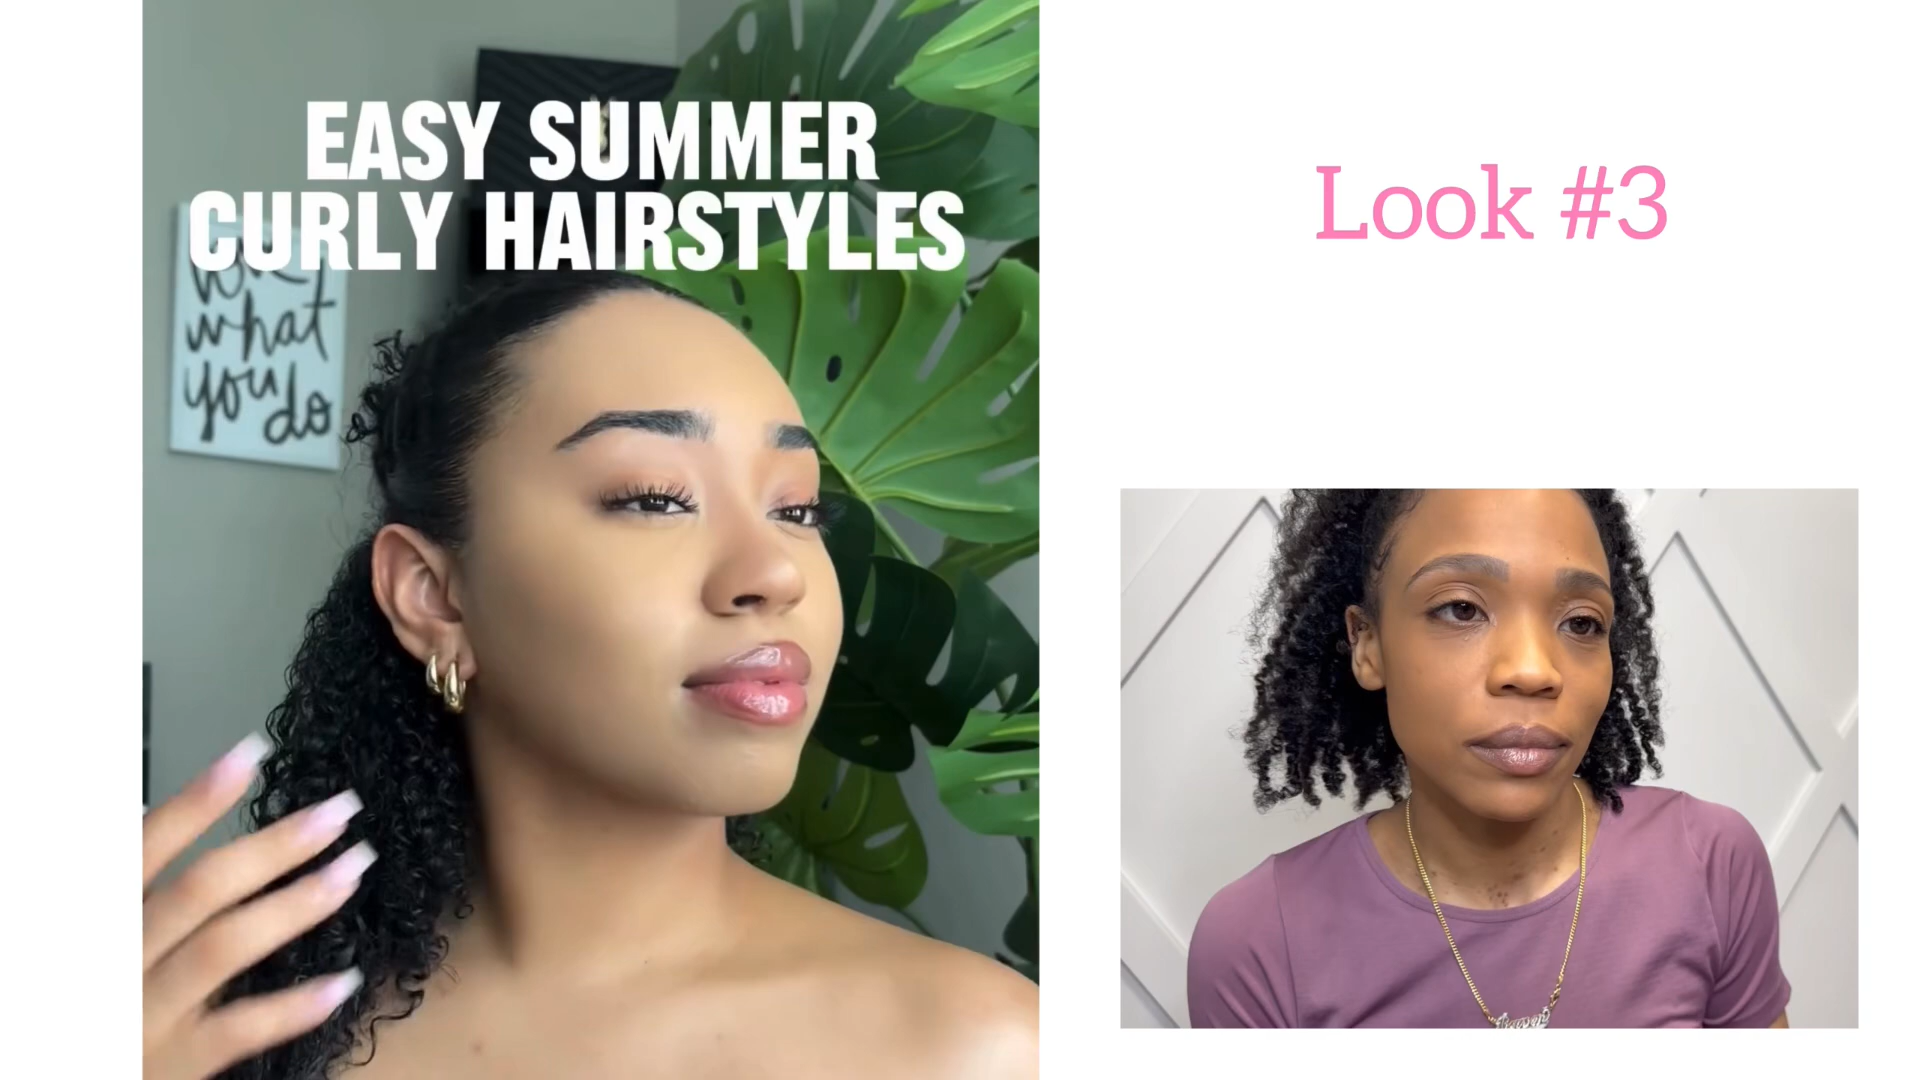 EASY SUMMER
CURLY HAIRSTYLES
what
you
do
Look #3